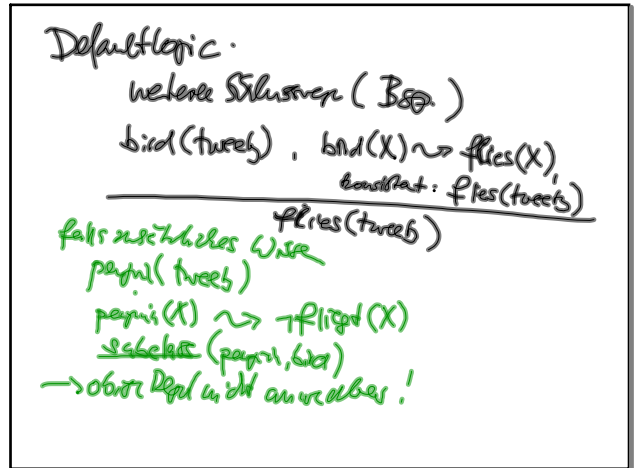 Defaultlogic.
weitere Schlussregel (Bsp.)
bird(tweety), bird(X) ⤳ flies(X),
konsistent: flies(tweety)
flies(tweety)
falls zusätzliches Wissen
penguin(tweety)
penguin(X) ⤳ ¬fliegt(X)
subclass(penguin, bird)
→ obere Regel nicht anwendbar!